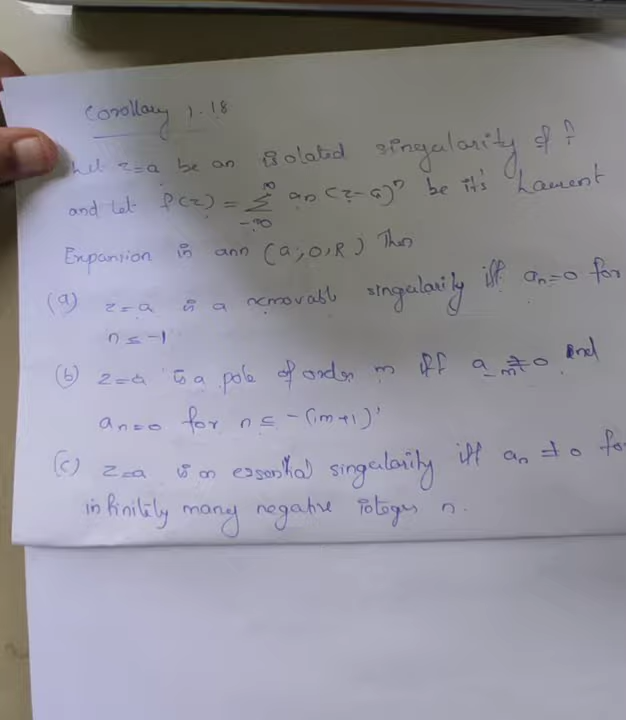 Corollary 1.18
Let z=a be an isolated singularity of f
and let f(z) = ∑_{-∞}^{∞} an (z-a)^n be it's Laurent
Expansion in ann (a;0,R) Then
(a) z=a is a removable singularity iff an=0 for
n≤-1
(b) z=a is a pole of order m iff a_{-m}≠0 and
an=0 for n≤ -(m+1)
(c) z=a is an essential singularity iff an≠0 for
infinitely many negative integers n.